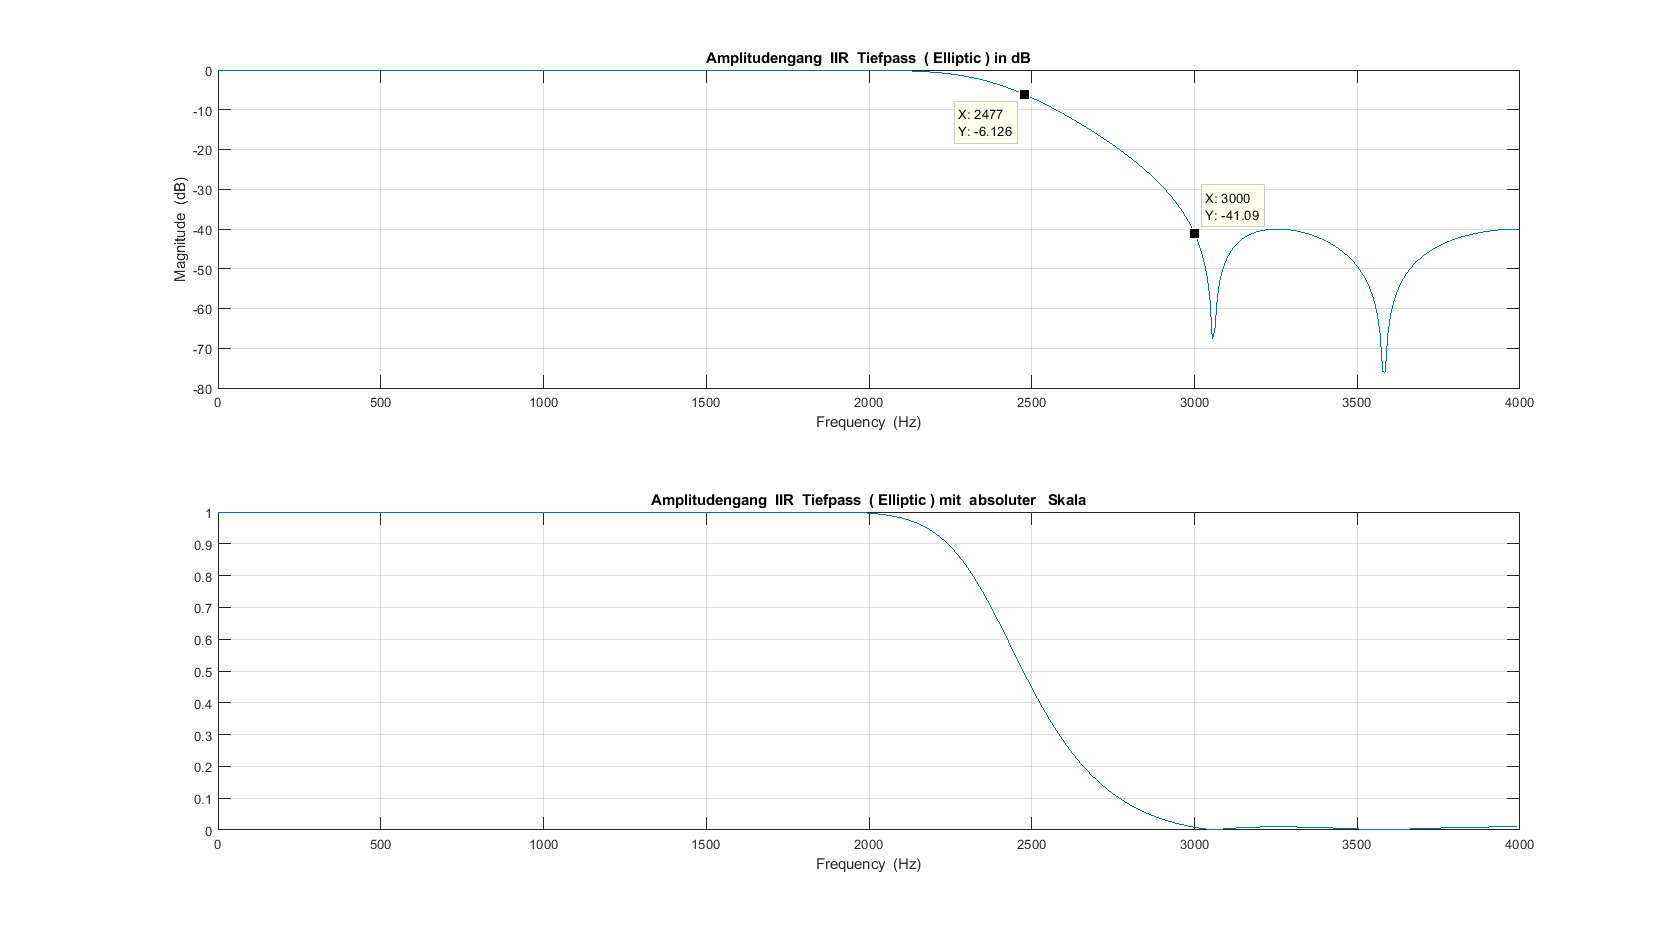 Amplitudengang IIR Tiefpass ( Elliptic ) in dB
0
-10
-20
-30
-40
-50
-60
-70
-80
Magnitude (dB)
X: 2477
Y: -6.126
X: 3000
Y: -41.09
0 500 1000 1500 2000 2500 3000 3500 4000
Frequency (Hz)
Amplitudengang IIR Tiefpass ( Elliptic ) mit absoluter Skala
1
0.9
0.8
0.7
0.6
0.5
0.4
0.3
0.2
0.1
0
0 500 1000 1500 2000 2500 3000 3500 4000
Frequency (Hz)